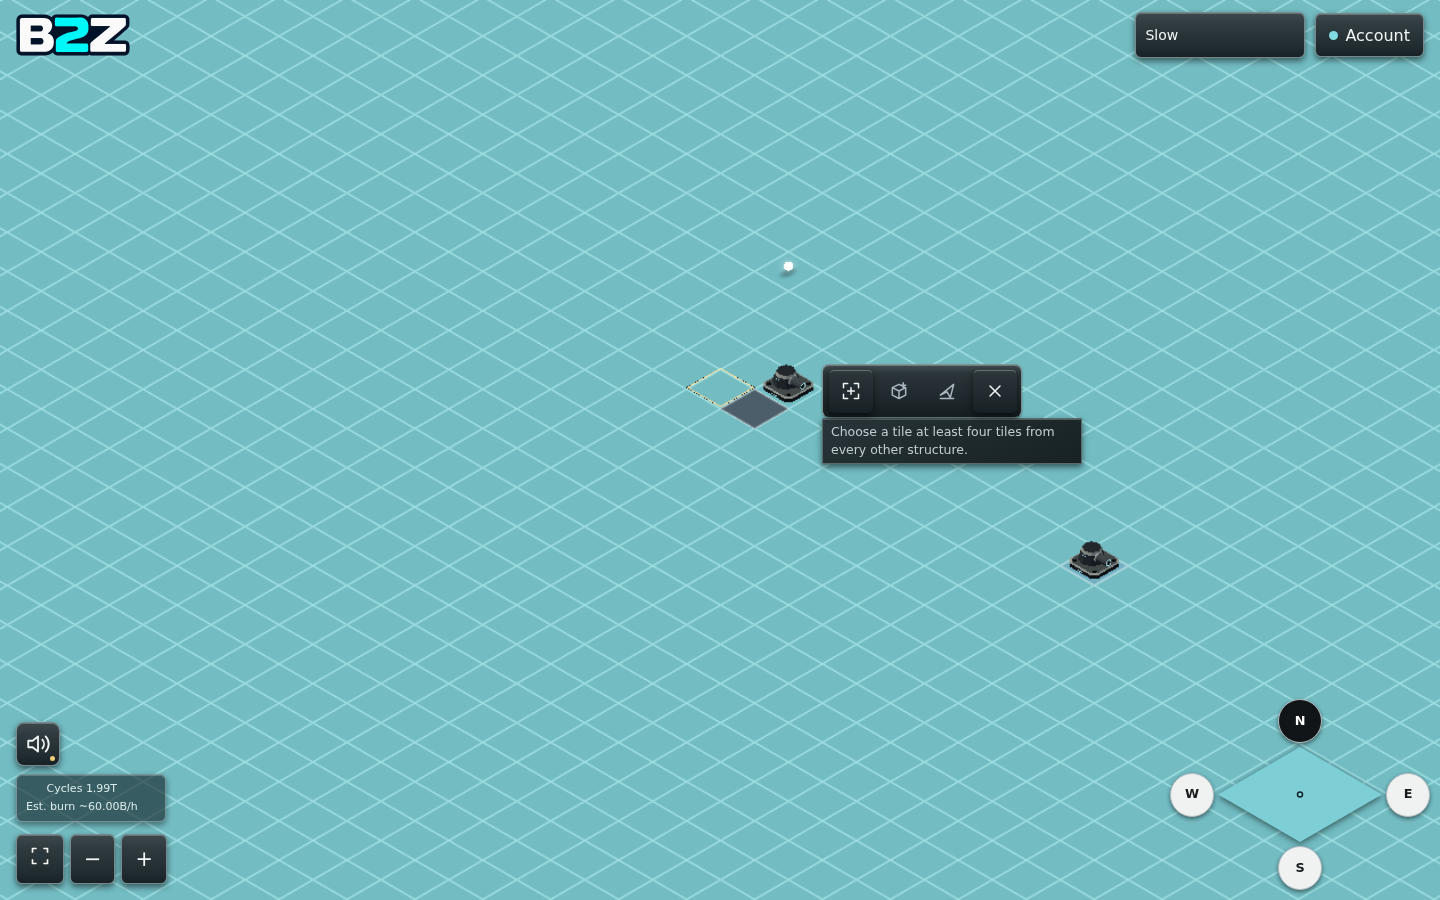 B2Z
Slow
Account
Choose a tile at least four tiles from
every other structure.
Cycles 1.99T
Est. burn ~60.00B/h
N
W
E
S